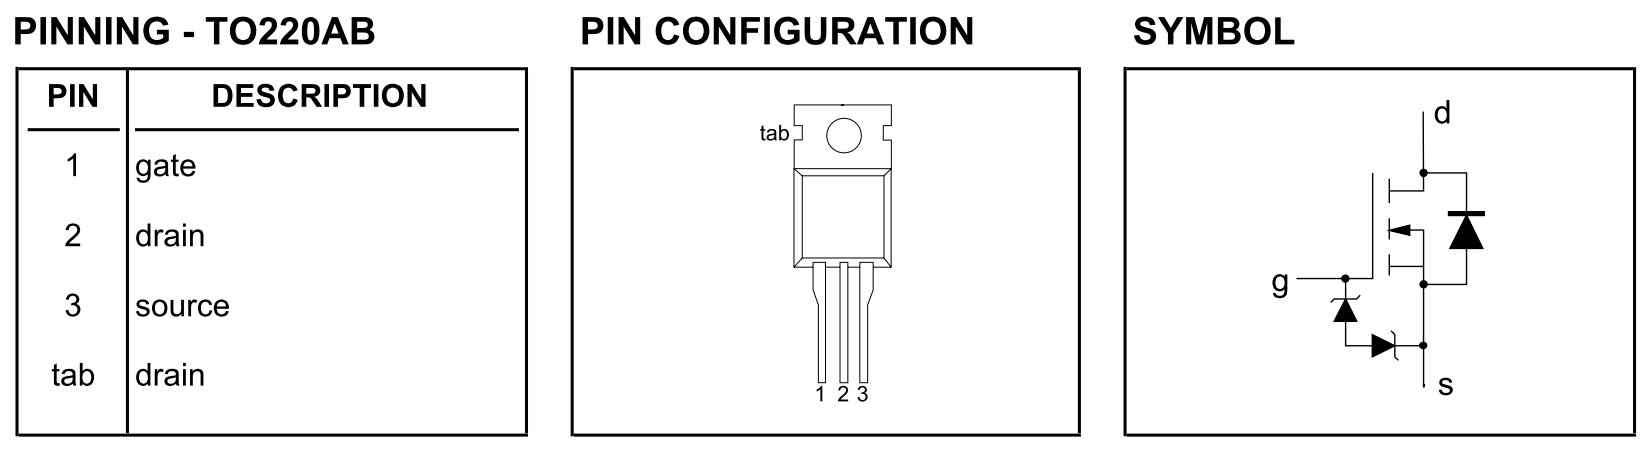 PINNING - TO220AB
PIN DESCRIPTION
1 gate
2 drain
3 source
tab drain
PIN CONFIGURATION
tab
1 2 3
SYMBOL
d
g
s